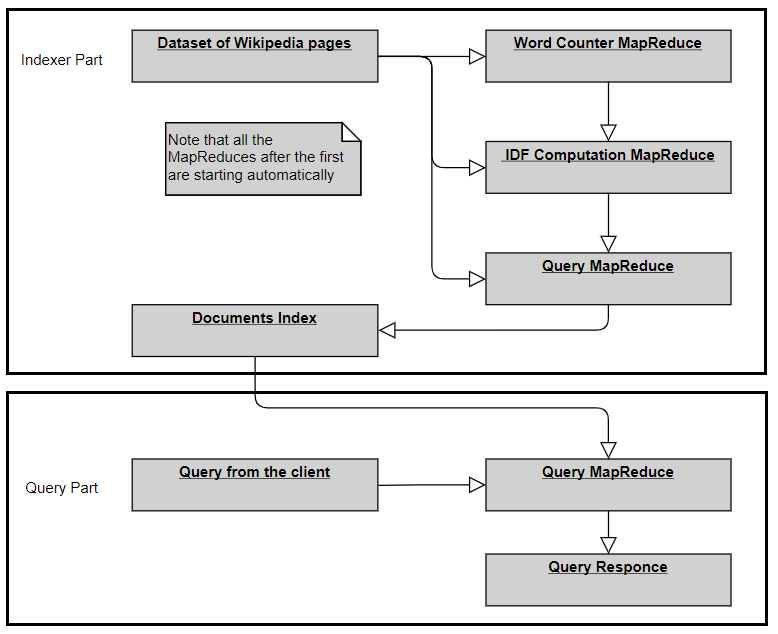 Indexer Part
Dataset of Wikipedia pages
Word Counter MapReduce
Note that all the
MapReduces after the first
are starting automatically
IDF Computation MapReduce
Query MapReduce
Documents Index
Query Part
Query from the client
Query MapReduce
Query Responce